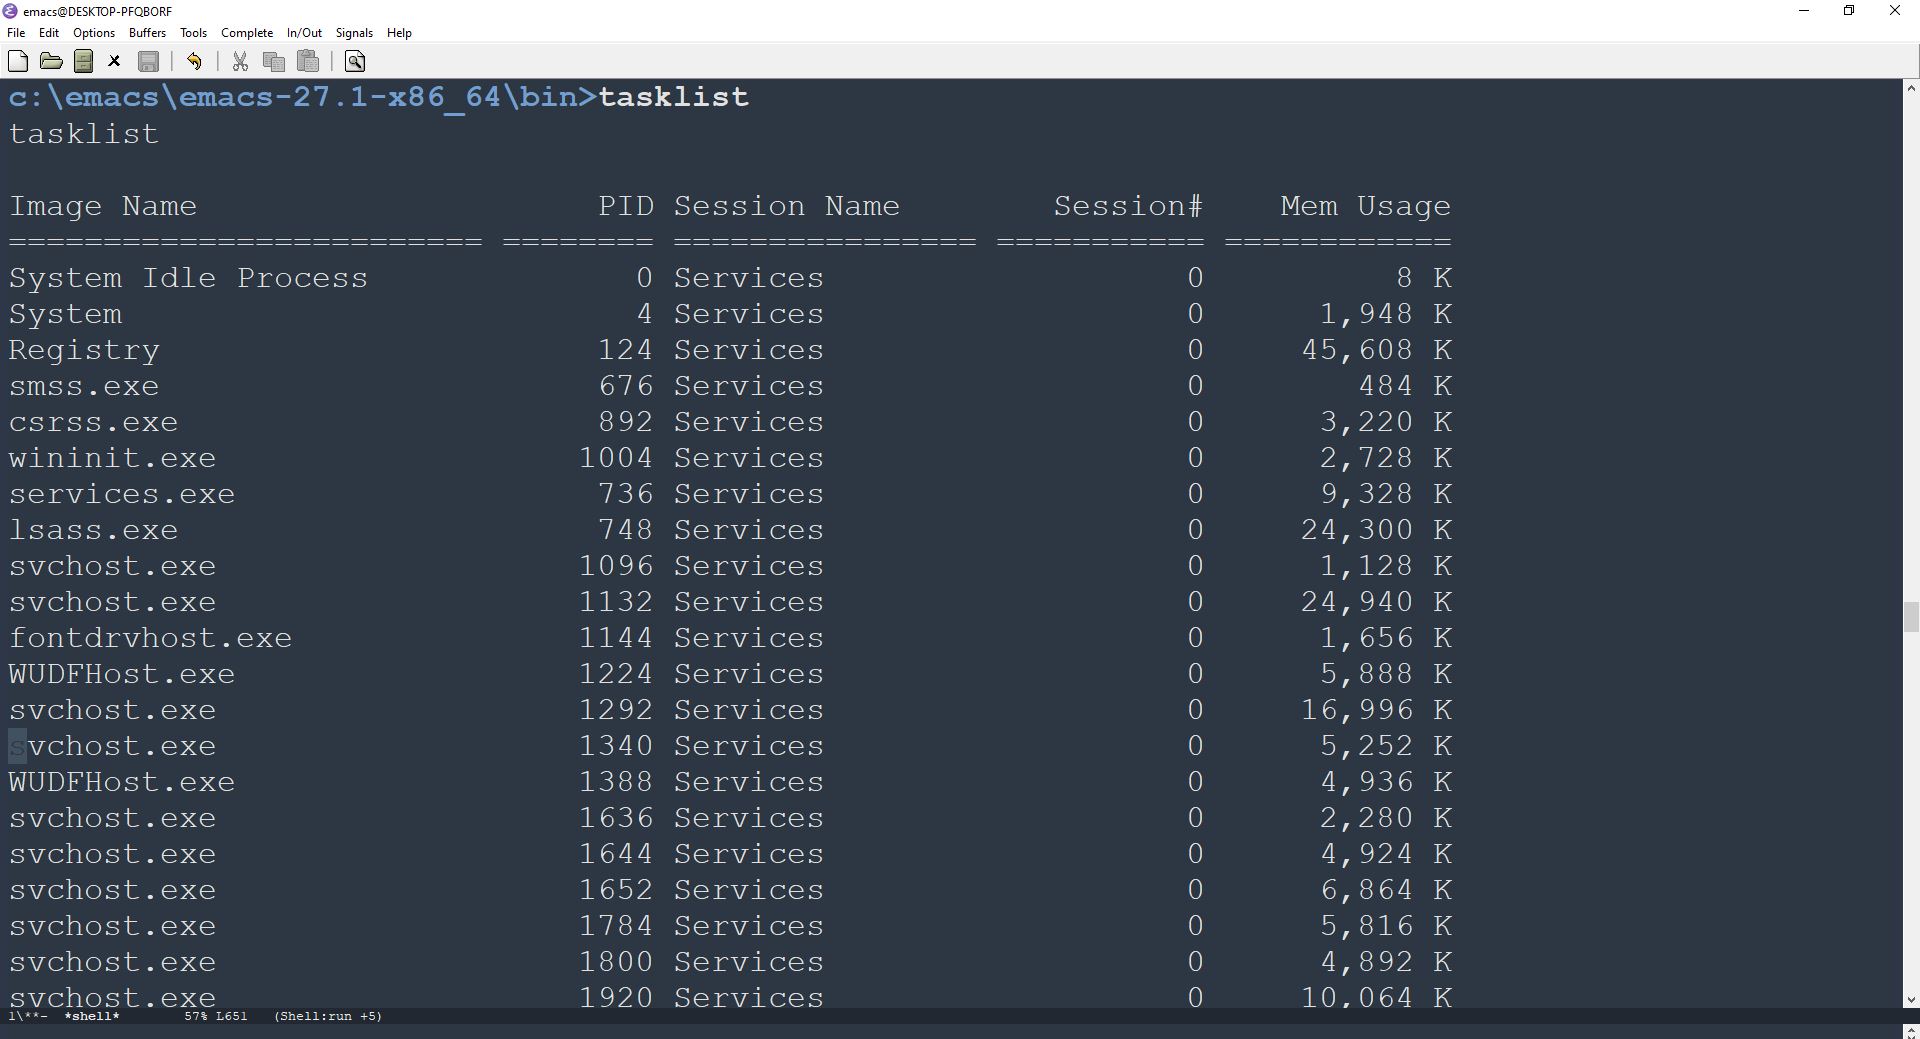 emacs@DESKTOP-PFQBORF
File Edit Options Buffers Tools Complete In/Out Signals Help
c:\emacs\emacs-27.1-x86_64\bin>tasklist
tasklist
Image Name                     PID Session Name        Session#    Mem Usage
========================= ======== ================ =========== ============
System Idle Process              0 Services                   0          8 K
System                           4 Services                   0      1,948 K
Registry                       124 Services                   0     45,608 K
smss.exe                       676 Services                   0        484 K
csrss.exe                      892 Services                   0      3,220 K
wininit.exe                   1004 Services                   0      2,728 K
services.exe                   736 Services                   0      9,328 K
lsass.exe                      748 Services                   0     24,300 K
svchost.exe                   1096 Services                   0      1,128 K
svchost.exe                   1132 Services                   0     24,940 K
fontdrvhost.exe               1144 Services                   0      1,656 K
WUDFHost.exe                  1224 Services                   0      5,888 K
svchost.exe                   1292 Services                   0     16,996 K
svchost.exe                   1340 Services                   0      5,252 K
WUDFHost.exe                  1388 Services                   0      4,936 K
svchost.exe                   1636 Services                   0      2,280 K
svchost.exe                   1644 Services                   0      4,924 K
svchost.exe                   1652 Services                   0      6,864 K
svchost.exe                   1784 Services                   0      5,816 K
svchost.exe                   1800 Services                   0      4,892 K
svchost.exe                   1920 Services                   0     10,064 K
1\**-  *shell*        57% L651   (Shell:run +5)